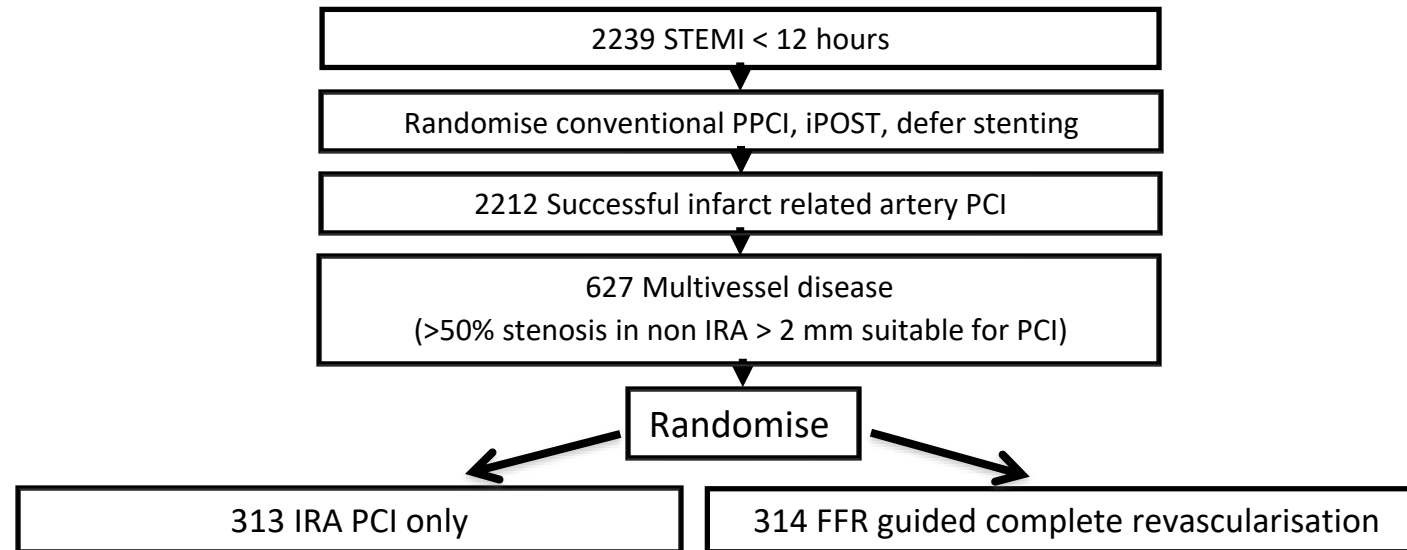 2239 STEMI < 12 hours
Randomise conventional PPCI, iPOST, defer stenting
2212 Successful infarct related artery PCI
627 Multivessel disease
(>50% stenosis in non IRA > 2 mm suitable for PCI)
Randomise
313 IRA PCI only
314 FFR guided complete revascularisation